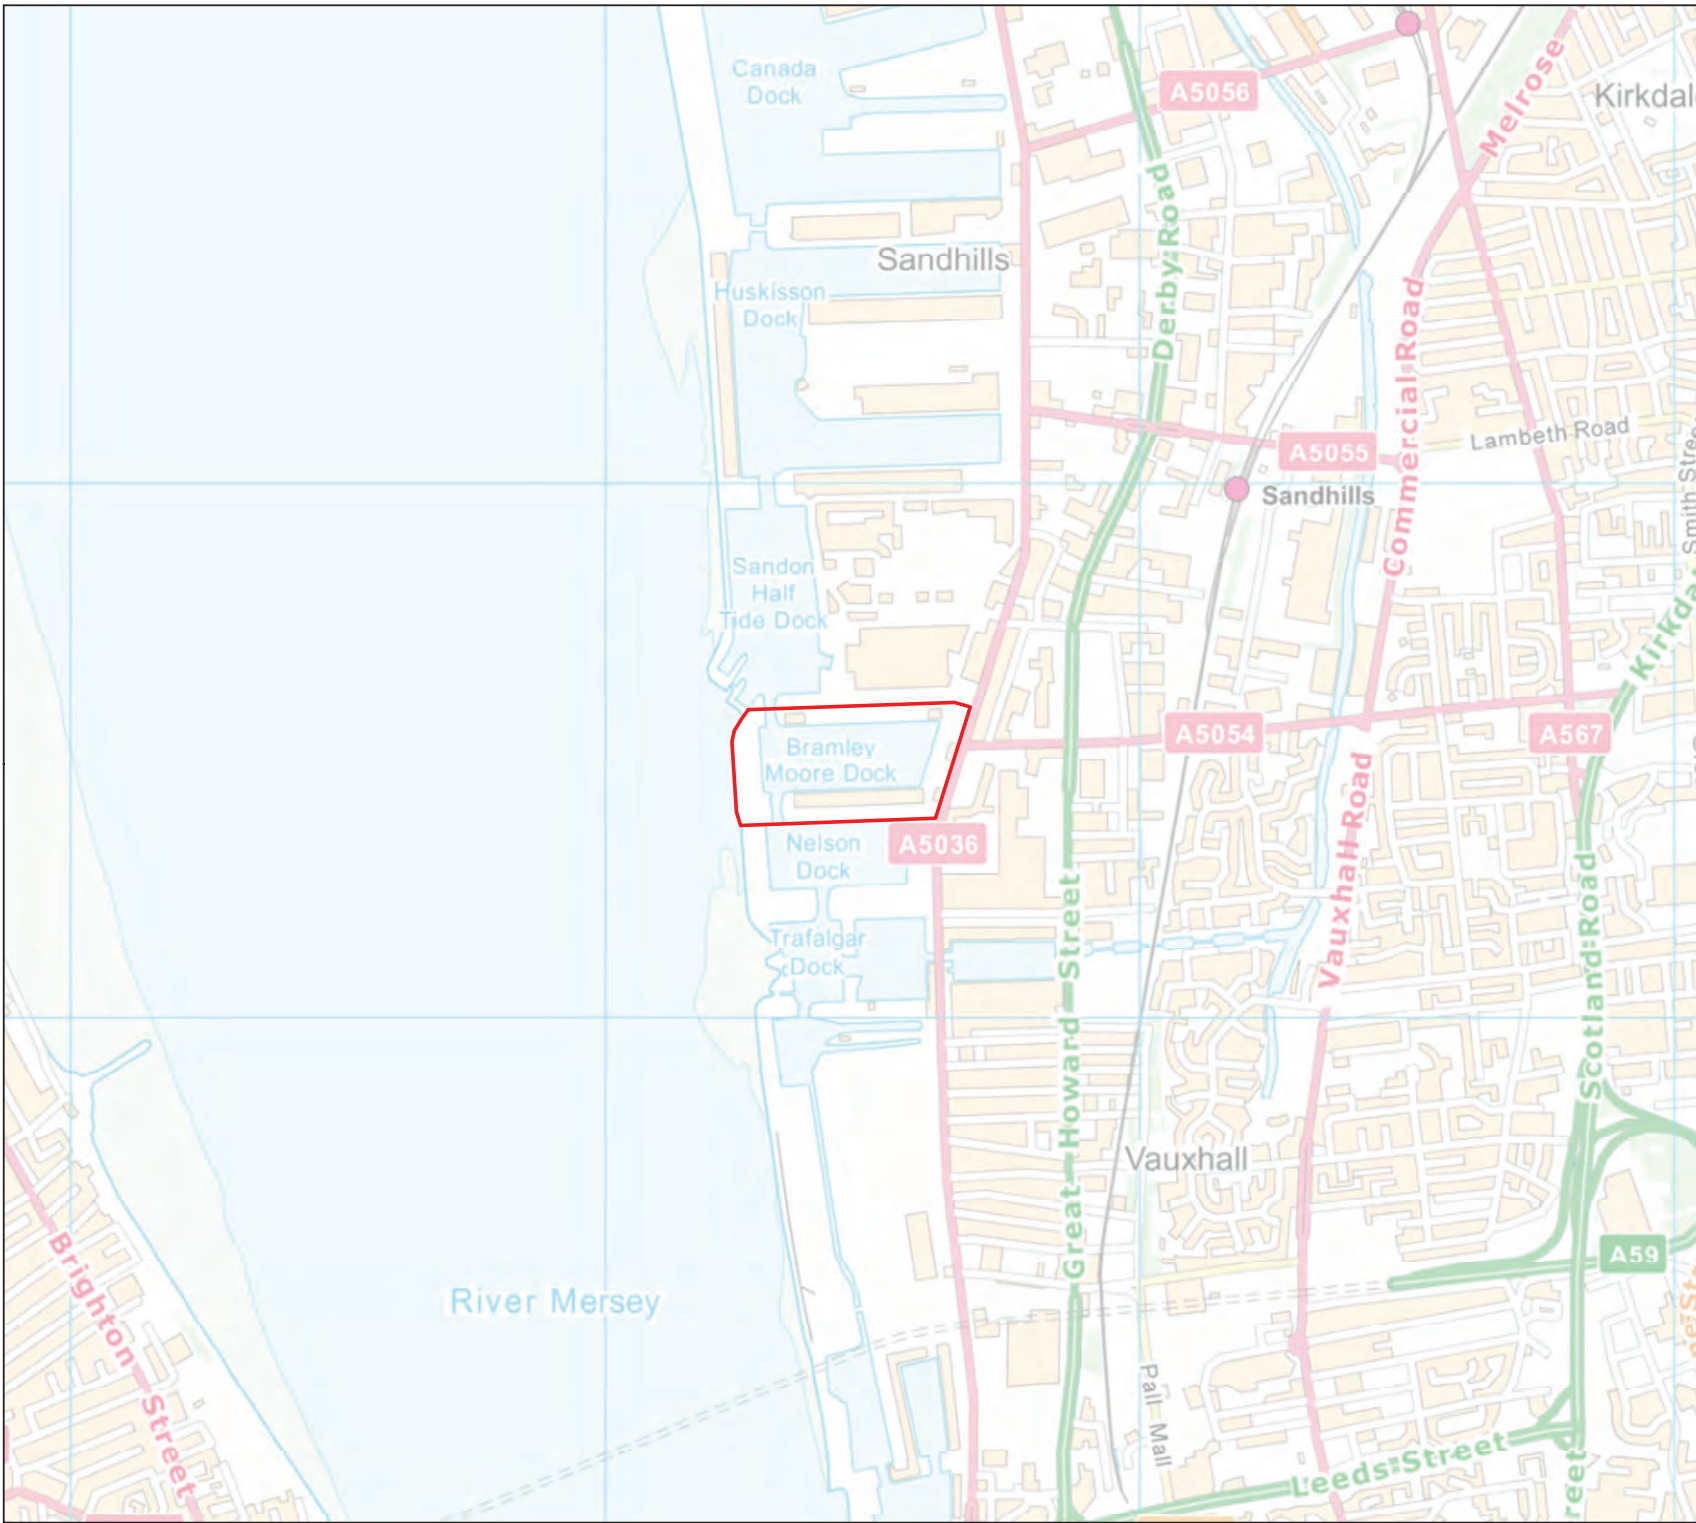 Canada
Dock
A5056
Melrose
Kirkdal
Derby Road
Sandhills
Huskisson
Dock
Commercial Road
Lambeth Road
A5055
Sandhills
Smith Stree
Sandon
Half
Tide Dock
Kirkda
Bramley
Moore Dock
A5054
A567
Nelson
Dock
A5036
Vauxhall Road
Trafalgar
Dock
Great Howard Street
Scotland Road
Vauxhall
A59
River Mersey
Brighton Street
Pall Mall
Leeds Street
reet